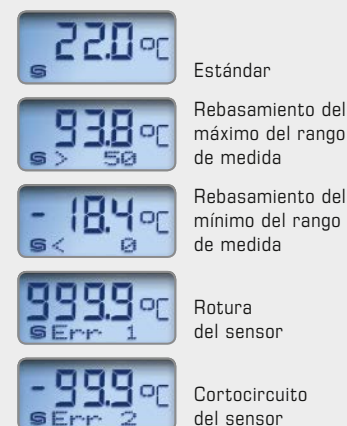 22.0 °C
S
Estándar
93.8 °C
S > 50
Rebasamiento del
máximo del rango
de medida
- 18.4 °C
S < 0
Rebasamiento del
mínimo del rango
de medida
999.9 °C
S Err 1
Rotura
del sensor
- 99.9 °C
S Err 2
Cortocircuito
del sensor